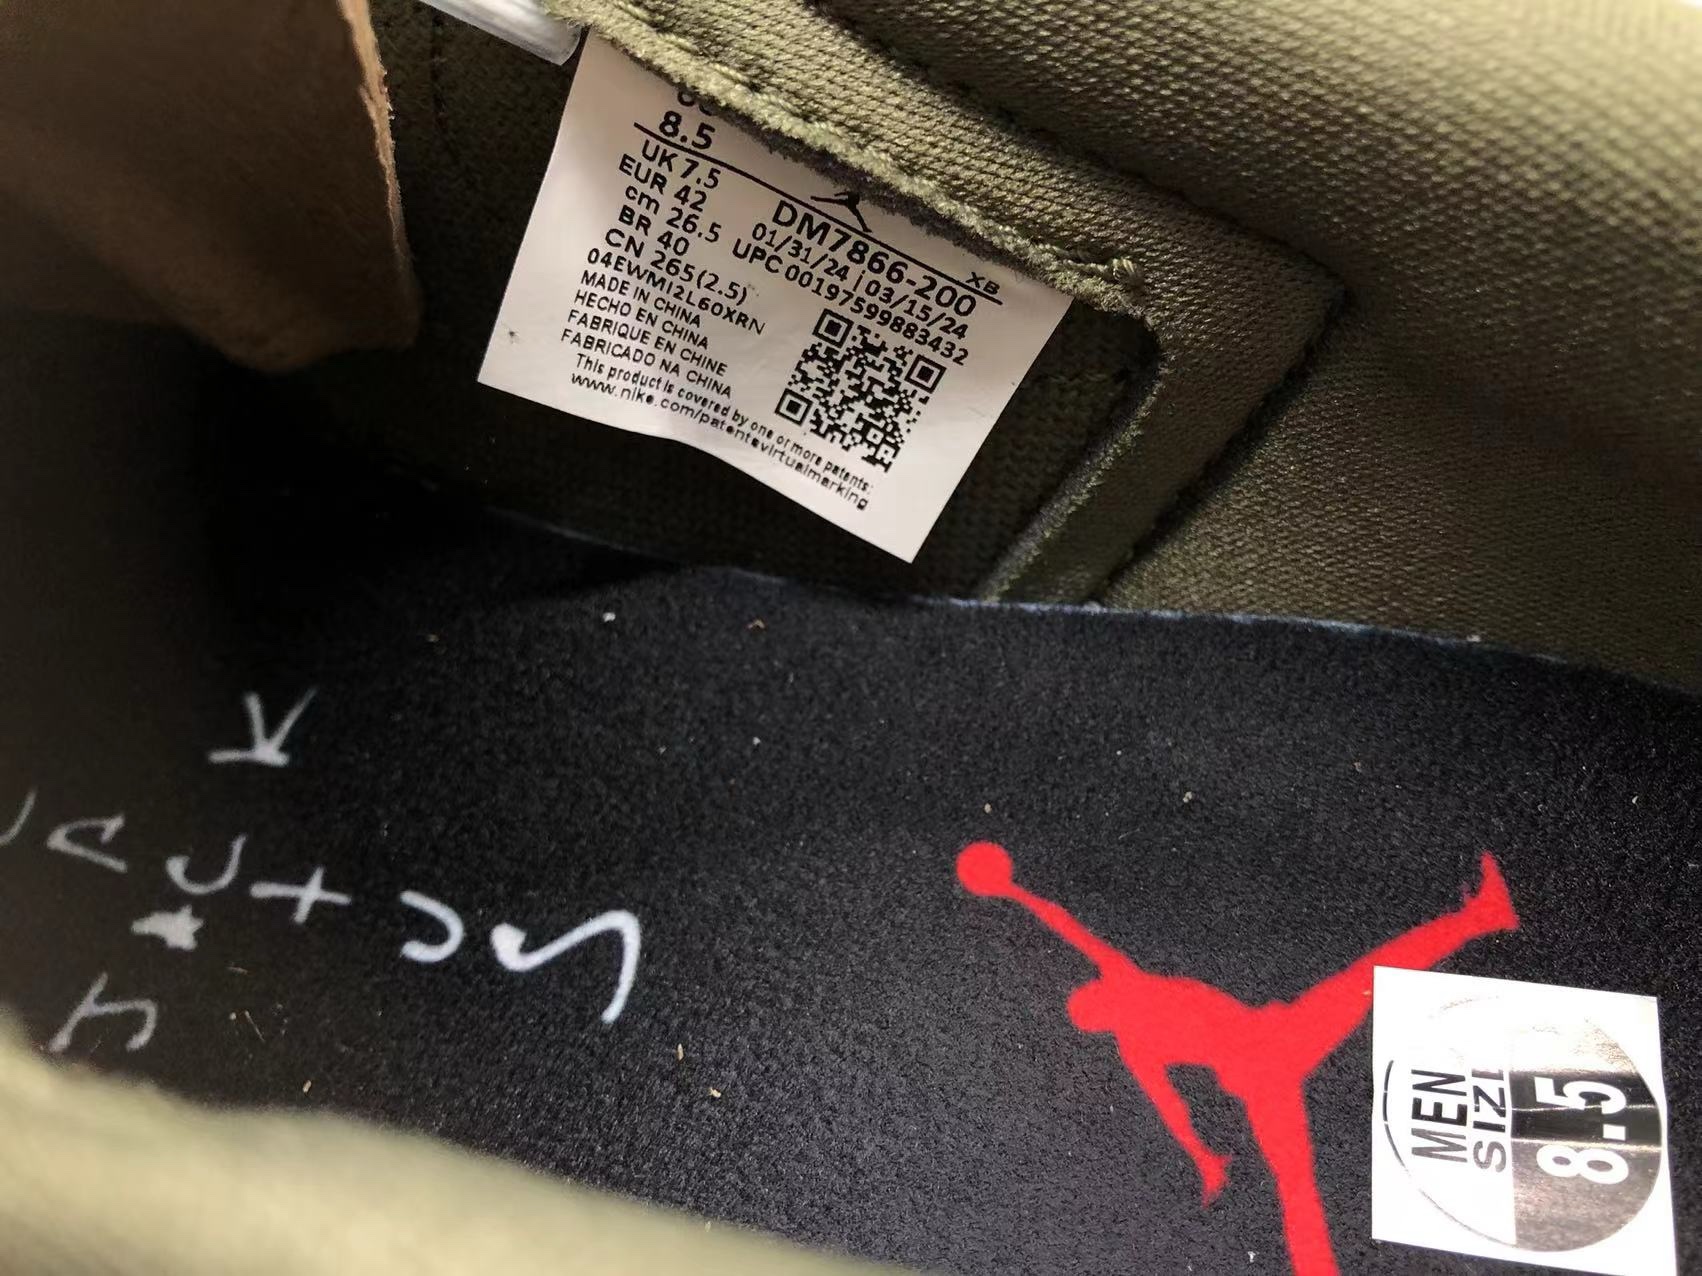 8.5
UK 7.5
EUR 42
cm 26.5
BR 40
CN 265(2.5)
04EWMI2L60XRN
MADE IN CHINA
HECHO EN CHINA
FABRIQUE EN CHINE
FABRICADO NA CHINA
This product is covered by one or more patents:
www.nike.com/patentsvirtualmarking
XB
DM7866-200
01/31/24 | 03/15/24
UPC 00197599883432
MEN
SIZE
8.5